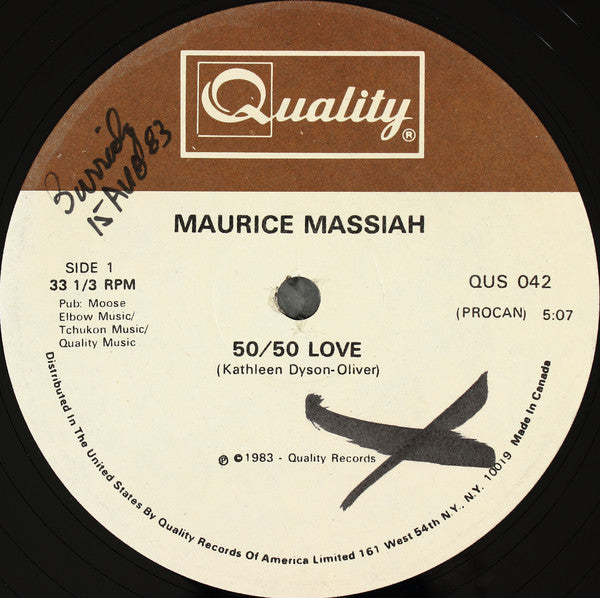 Quality®
15 AUG 83
MAURICE MASSIAH
SIDE 1
33 1/3 RPM
Pub: Moose
Elbow Music/
Tchukon Music/
Quality Music
QUS 042
(PROCAN) 5:07
50/50 LOVE
(Kathleen Dyson-Oliver)
℗ ©1983 - Quality Records
Distributed In The United States By Quality Records Of America Limited 161 West 54th N.Y., N.Y. 10019 Made In Canada